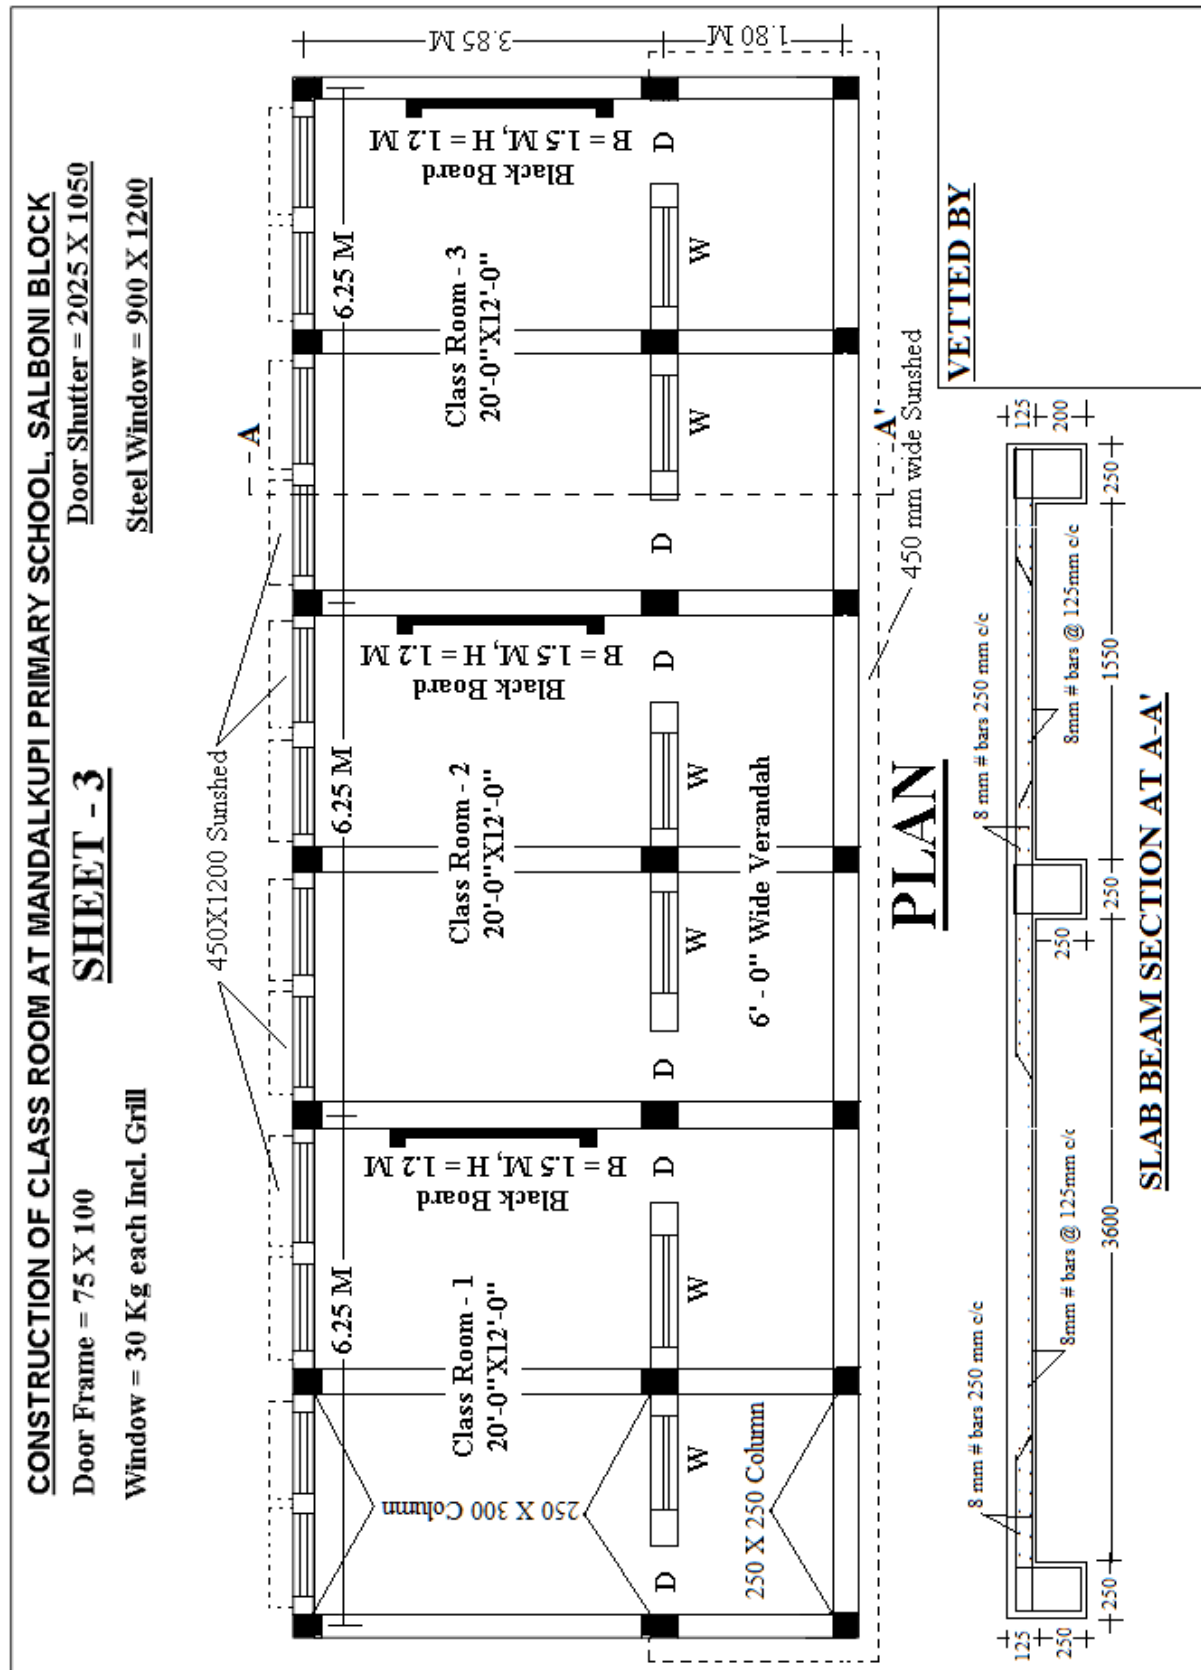 CONSTRUCTION OF CLASS ROOM AT MANDALKUPI PRIMARY SCHOOL, SALBONI BLOCK
Door Frame = 75 X 100
SHEET - 3
Door Shutter = 2025 X 1050
Window = 30 Kg each Incl. Grill
Steel Window = 900 X 1200
450X1200 Sunshed
A
6.25 M
6.25 M
6.25 M
3.85 M
1.80 M
Class Room - 1
20'-0"X12'-0"
Black Board
B = 1.5 M, H = 1.2 M
Class Room - 2
20'-0"X12'-0"
Black Board
B = 1.5 M, H = 1.2 M
Class Room - 3
20'-0"X12'-0"
Black Board
B = 1.5 M, H = 1.2 M
250 X 300 Column
D
W
W
D
D
W
W
D
D
W
W
D
250 X 250 Column
6' - 0" Wide Verandah
A'
450 mm wide Sunshed
PLAN
VETTED BY
8 mm # bars 250 mm c/c
8 mm # bars 250 mm c/c
125
250
250
125
200
8mm # bars @ 125mm c/c
8mm # bars @ 125mm c/c
250
3600
250
1550
250
SLAB BEAM SECTION AT A-A'